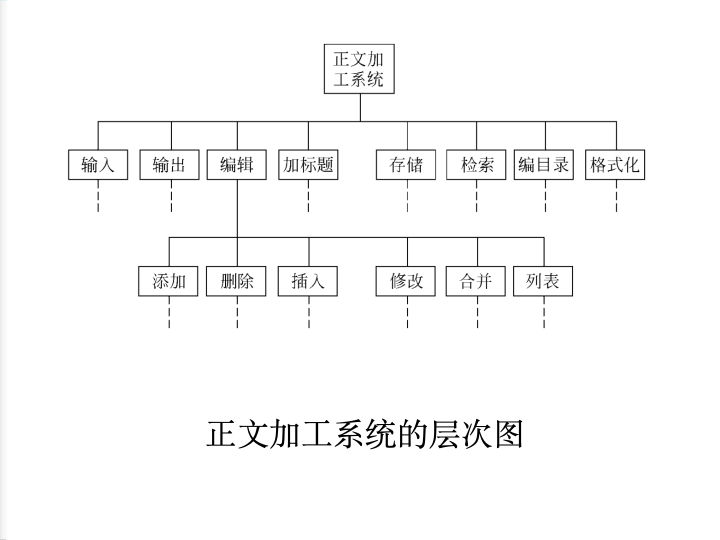 正文加
工系统
输入 输出 编辑 加标题 存储 检索 编目录 格式化
添加 删除 插入 修改 合并 列表
正文加工系统的层次图